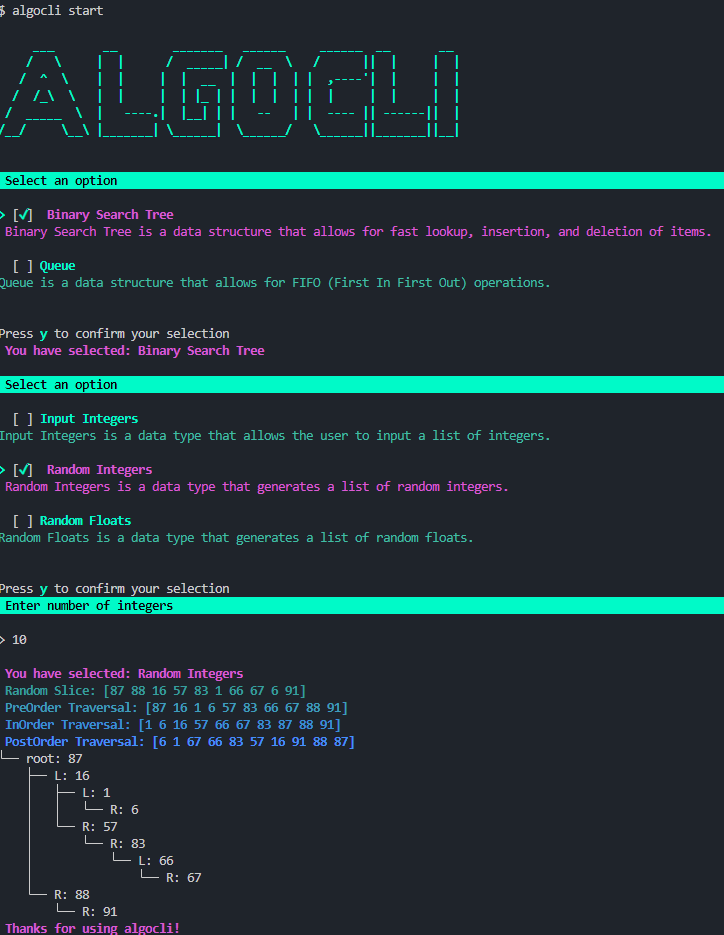 $ algocli start
ALGOCLI
Select an option
> [✓]  Binary Search Tree
Binary Search Tree is a data structure that allows for fast lookup, insertion, and deletion of items.
[ ] Queue
Queue is a data structure that allows for FIFO (First In First Out) operations.
Press y to confirm your selection
You have selected: Binary Search Tree
Select an option
[ ] Input Integers
Input Integers is a data type that allows the user to input a list of integers.
> [✓]  Random Integers
Random Integers is a data type that generates a list of random integers.
[ ] Random Floats
Random Floats is a data type that generates a list of random floats.
Press y to confirm your selection
Enter number of integers
> 10
You have selected: Random Integers
Random Slice: [87 88 16 57 83 1 66 67 6 91]
PreOrder Traversal: [87 16 1 6 57 83 66 67 88 91]
InOrder Traversal: [1 6 16 57 66 67 83 87 88 91]
PostOrder Traversal: [6 1 67 66 83 57 16 91 88 87]
└── root: 87
    ├── L: 16
    │   ├── L: 1
    │   │   └── R: 6
    │   └── R: 57
    │       └── R: 83
    │           └── L: 66
    │               └── R: 67
    └── R: 88
        └── R: 91
Thanks for using algocli!